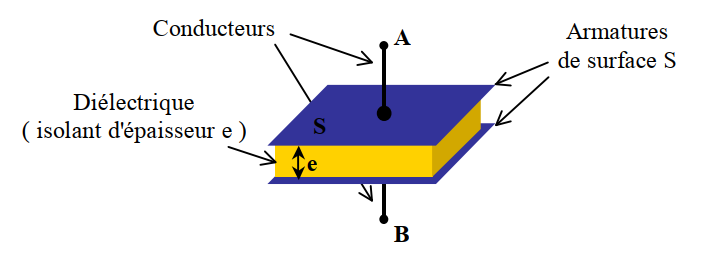 Conducteurs
A
Armatures
de surface S
Diélectrique
( isolant d'épaisseur e )
S
e
B